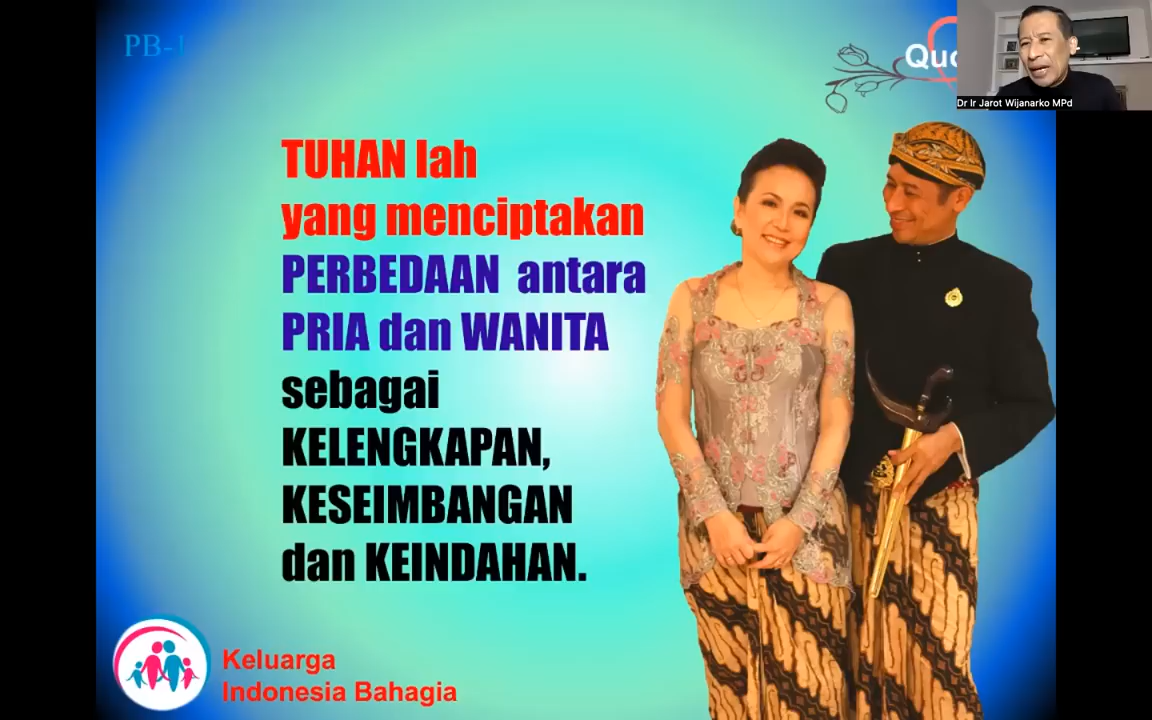 PB-1
Dr Ir Jarot Wijanarko MPd
TUHAN lah
yang menciptakan
PERBEDAAN antara
PRIA dan WANITA
sebagai
KELENGKAPAN,
KESEIMBANGAN
dan KEINDAHAN.
Keluarga
Indonesia Bahagia